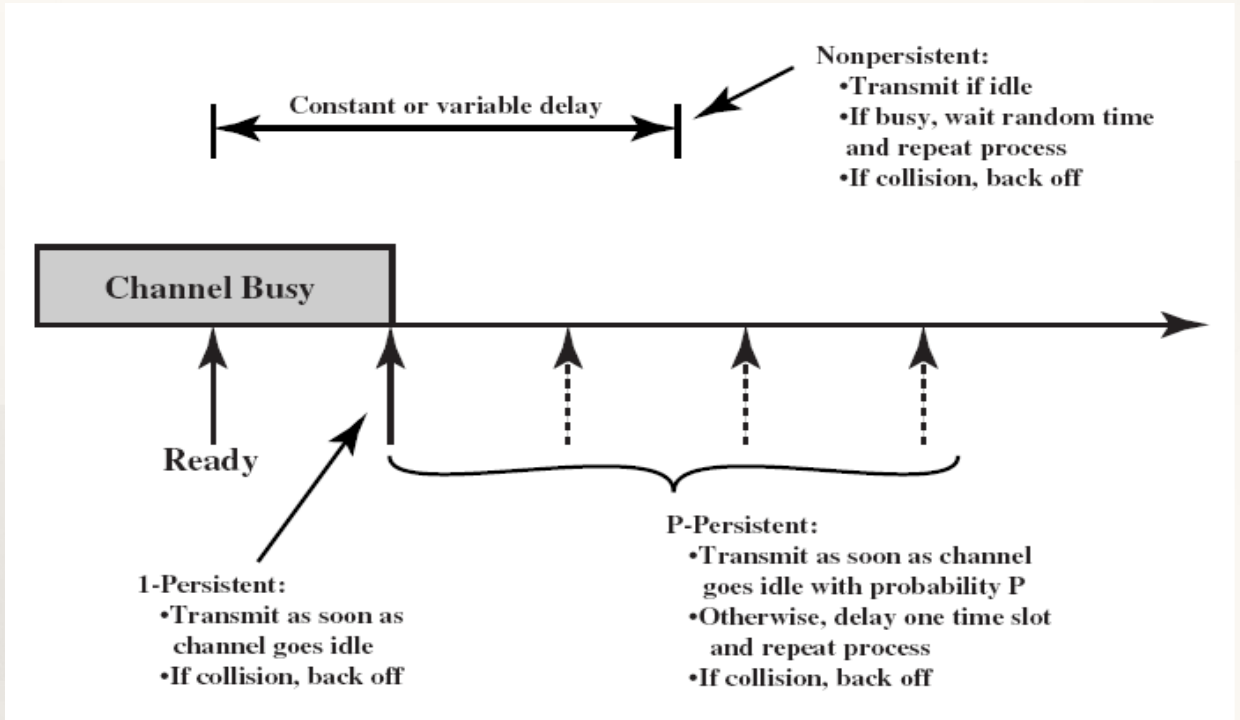 Nonpersistent:
•Transmit if idle
•If busy, wait random time
and repeat process
•If collision, back off
Constant or variable delay
Channel Busy
Ready
1-Persistent:
•Transmit as soon as
channel goes idle
•If collision, back off
P-Persistent:
•Transmit as soon as channel
goes idle with probability P
•Otherwise, delay one time slot
and repeat process
•If collision, back off